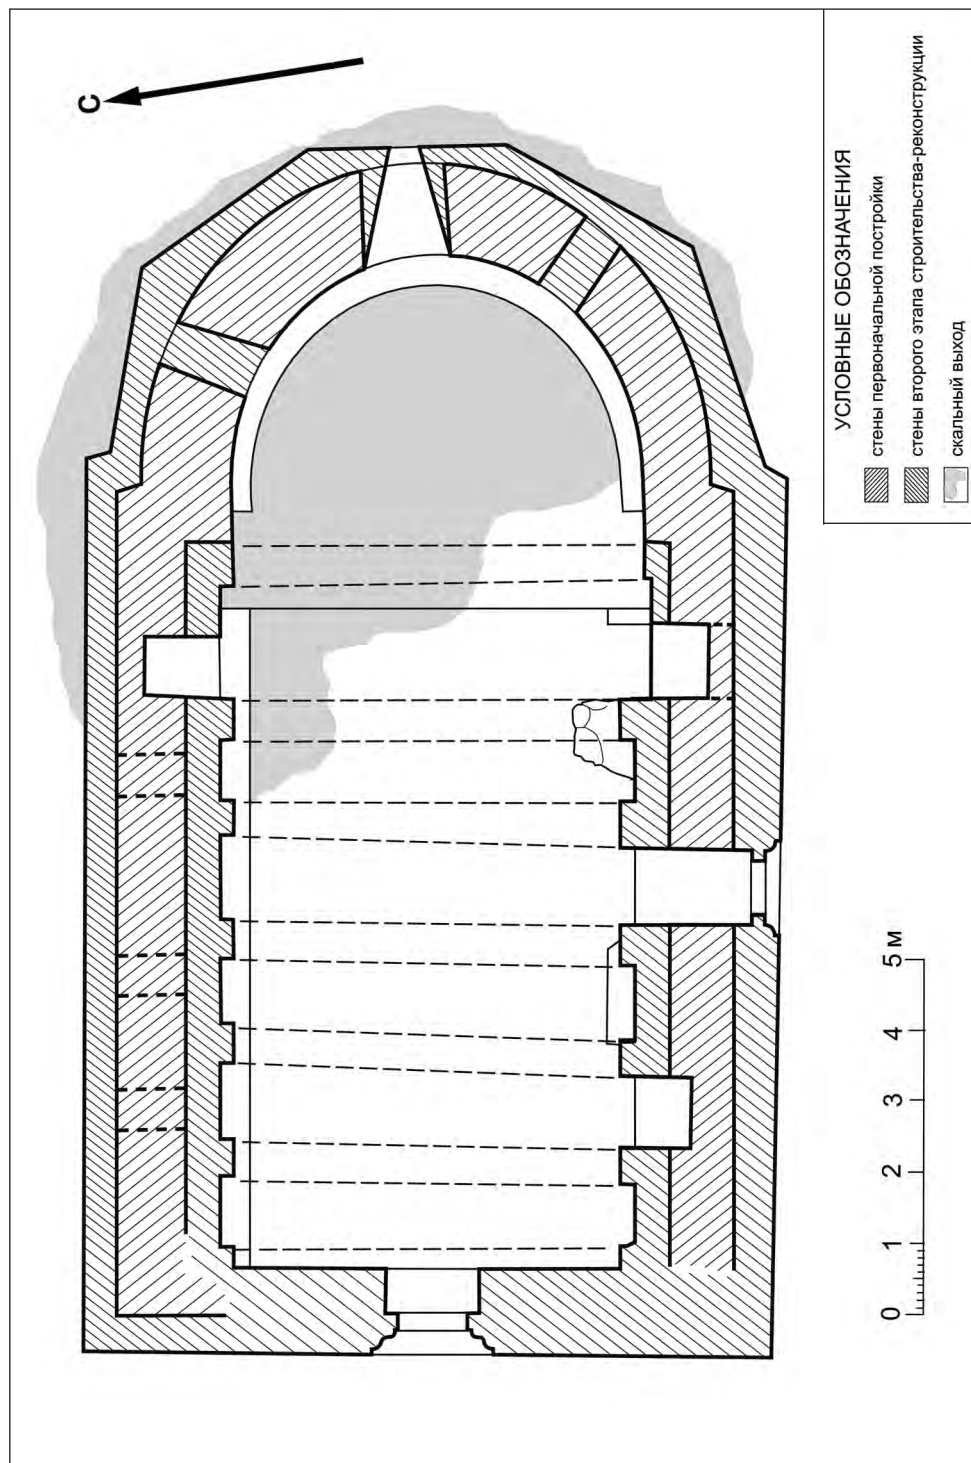 С
УСЛОВНЫЕ ОБОЗНАЧЕНИЯ
стены первоначальной постройки
стены второго этапа строительства-реконструкции
скальный выход
0 1 2 3 4 5 м